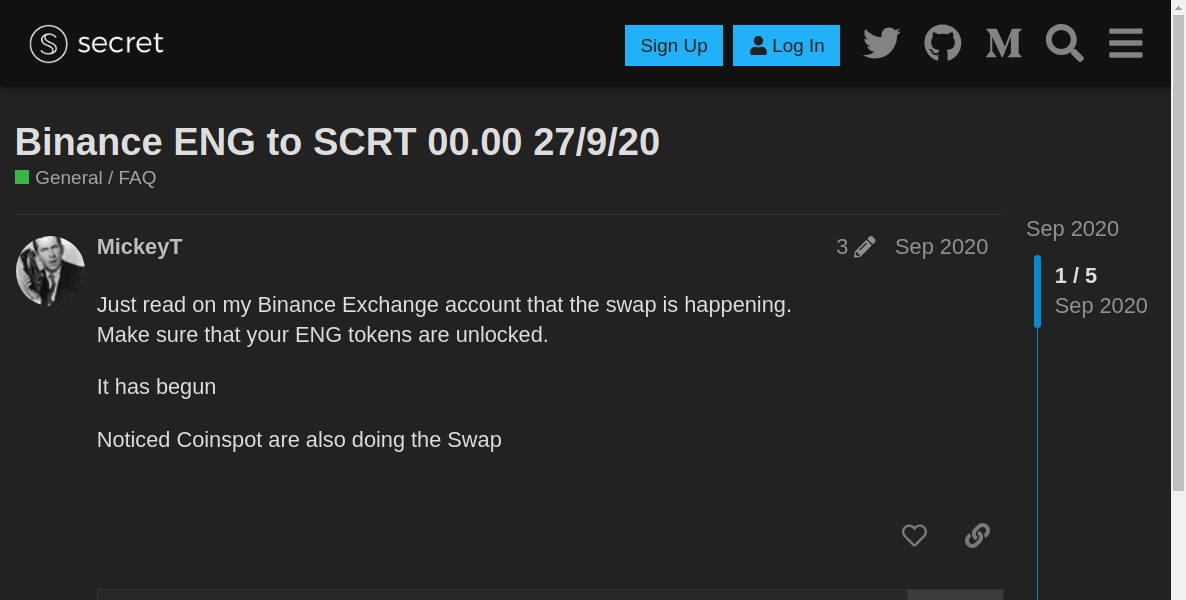 secret
Sign Up
Log In
Binance ENG to SCRT 00.00 27/9/20
General / FAQ
MickeyT
3
Sep 2020
Just read on my Binance Exchange account that the swap is happening.
Make sure that your ENG tokens are unlocked.
It has begun
Noticed Coinspot are also doing the Swap
Sep 2020
1 / 5
Sep 2020